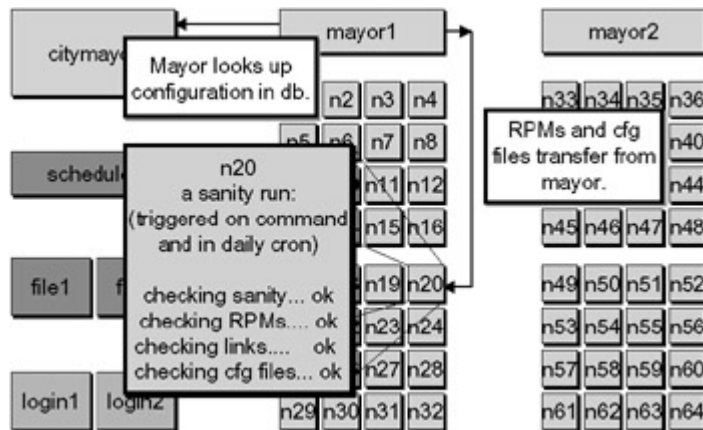 citymayor
mayor1
mayor2
Mayor looks up
configuration in db.
n2 n3 n4
n33 n34 n35 n36
RPMs and cfg
files transfer from
mayor.
n5 n6 n7 n8
n40
n20
a sanity run:
(triggered on command
and in daily cron)
checking sanity... ok
checking RPMs.... ok
checking links.... ok
checking cfg files... ok
schedule
n11 n12
n44
n15 n16
n45 n46 n47 n48
file1
n19 n20
n49 n50 n51 n52
n23 n24
n53 n54 n55 n56
n27 n28
n57 n58 n59 n60
login1 login2
n29 n30 n31 n32
n61 n62 n63 n64